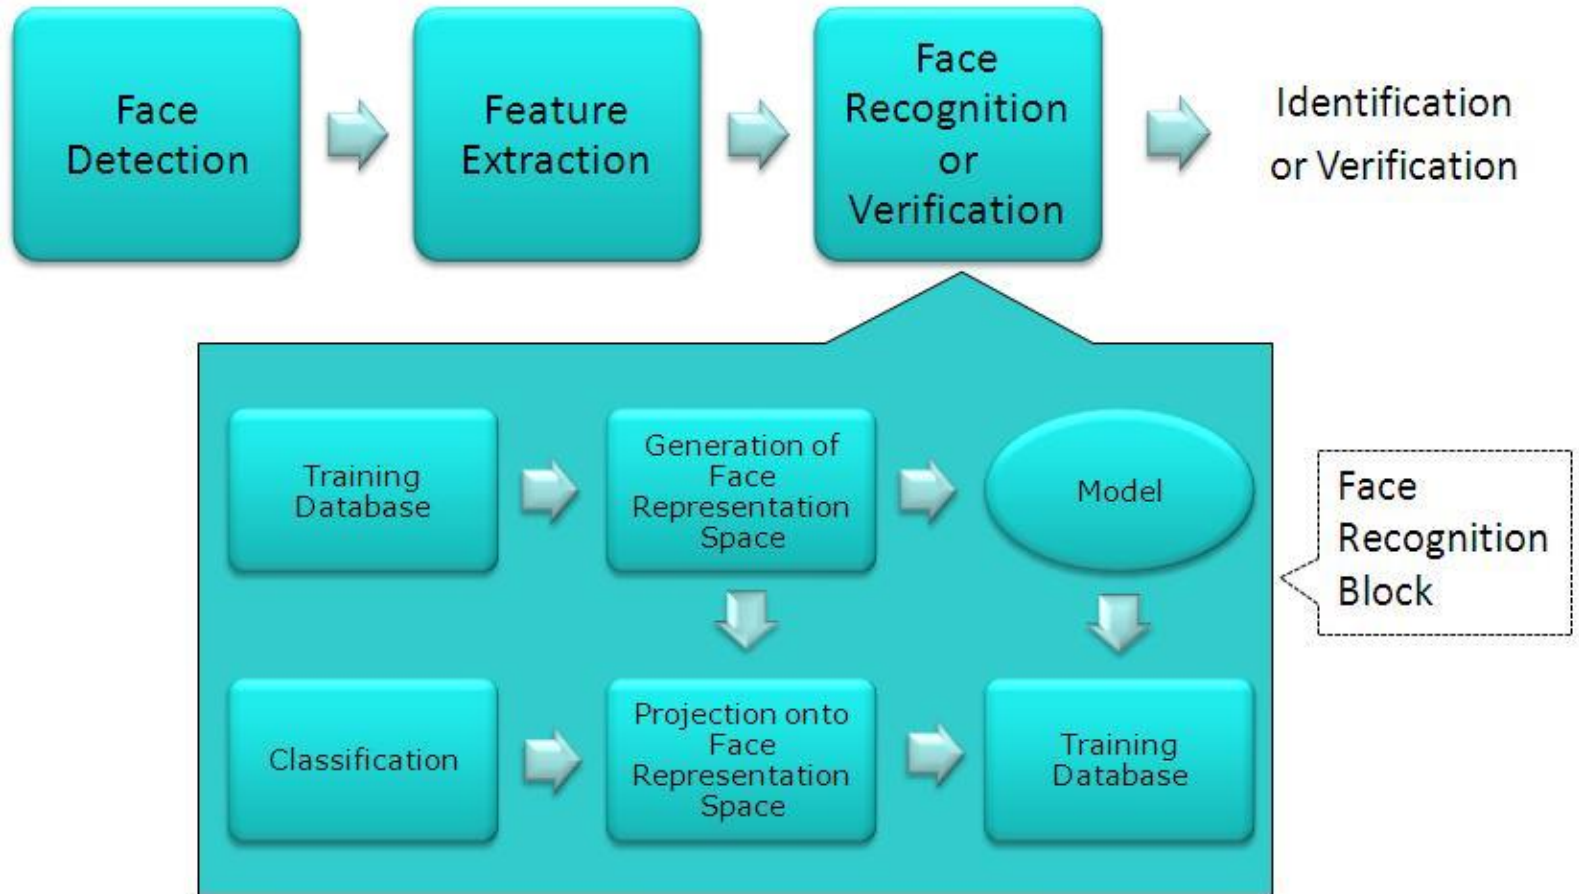 Face
Detection
Feature
Extraction
Face
Recognition
or
Verification
Identification
or Verification
Training
Database
Generation of
Face
Representation
Space
Model
Face
Recognition
Block
Classification
Projection onto
Face
Representation
Space
Training
Database